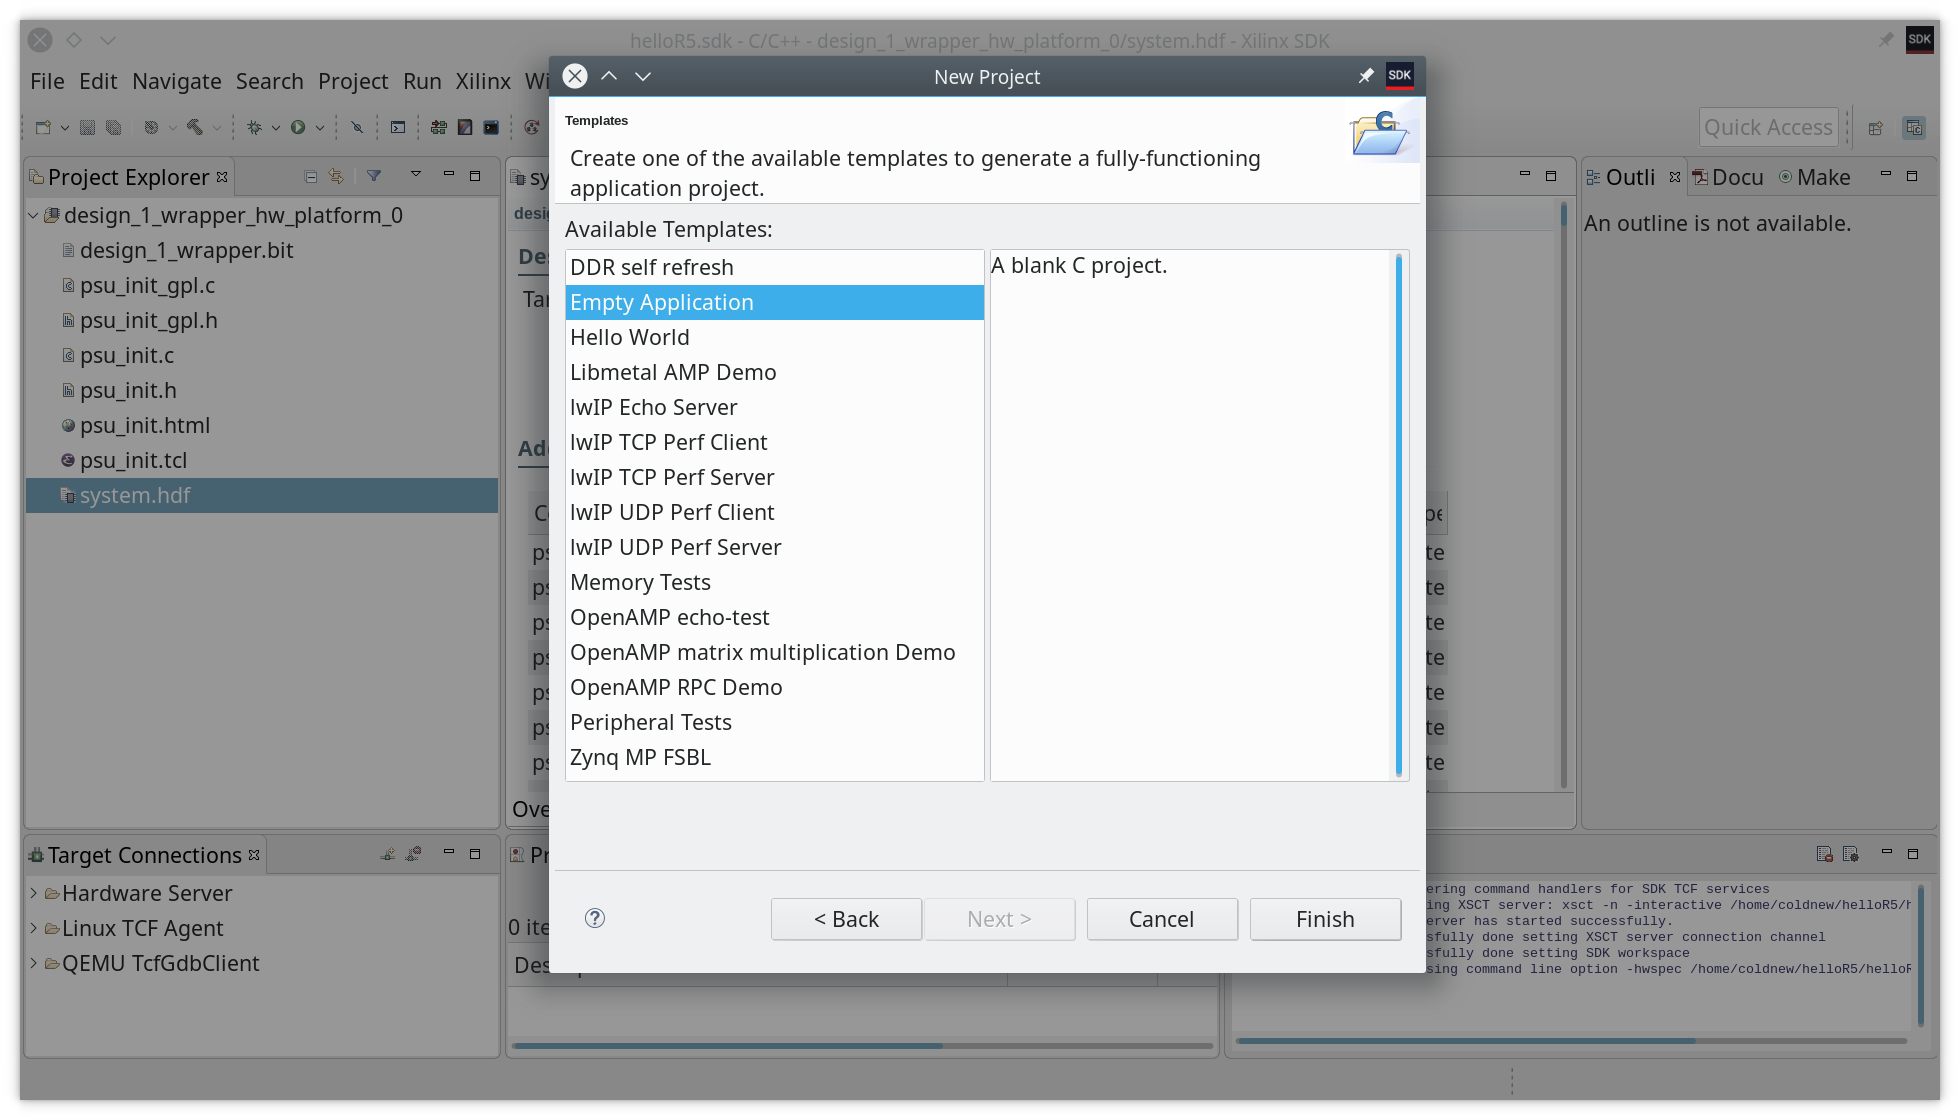 helloR5.sdk - C/C++ - design_1_wrapper_hw_platform_0/system.hdf - Xilinx SDK
SDK
File Edit Navigate Search Project Run Xilinx
New Project
SDK
Quick Access
Templates
Create one of the available templates to generate a fully-functioning
application project.
Project Explorer
design_1_wrapper_hw_platform_0
design_1_wrapper.bit
psu_init_gpl.c
psu_init_gpl.h
psu_init.c
psu_init.h
psu_init.html
psu_init.tcl
system.hdf
Available Templates:
DDR self refresh
Empty Application
Hello World
Libmetal AMP Demo
lwIP Echo Server
lwIP TCP Perf Client
lwIP TCP Perf Server
lwIP UDP Perf Client
lwIP UDP Perf Server
Memory Tests
OpenAMP echo-test
OpenAMP matrix multiplication Demo
OpenAMP RPC Demo
Peripheral Tests
Zynq MP FSBL
A blank C project.
< Back
Next >
Cancel
Finish
Outli Docu Make
An outline is not available.
Target Connections
Hardware Server
Linux TCF Agent
QEMU TcfGdbClient
0 ite
command handlers for SDK TCF services
XSCT server: xsct -n -interactive /home/coldnew/helloR5/
has started successfully.
done setting XSCT server connection channel
done setting SDK workspace
command line option -hwspec /home/coldnew/helloR5/helloR